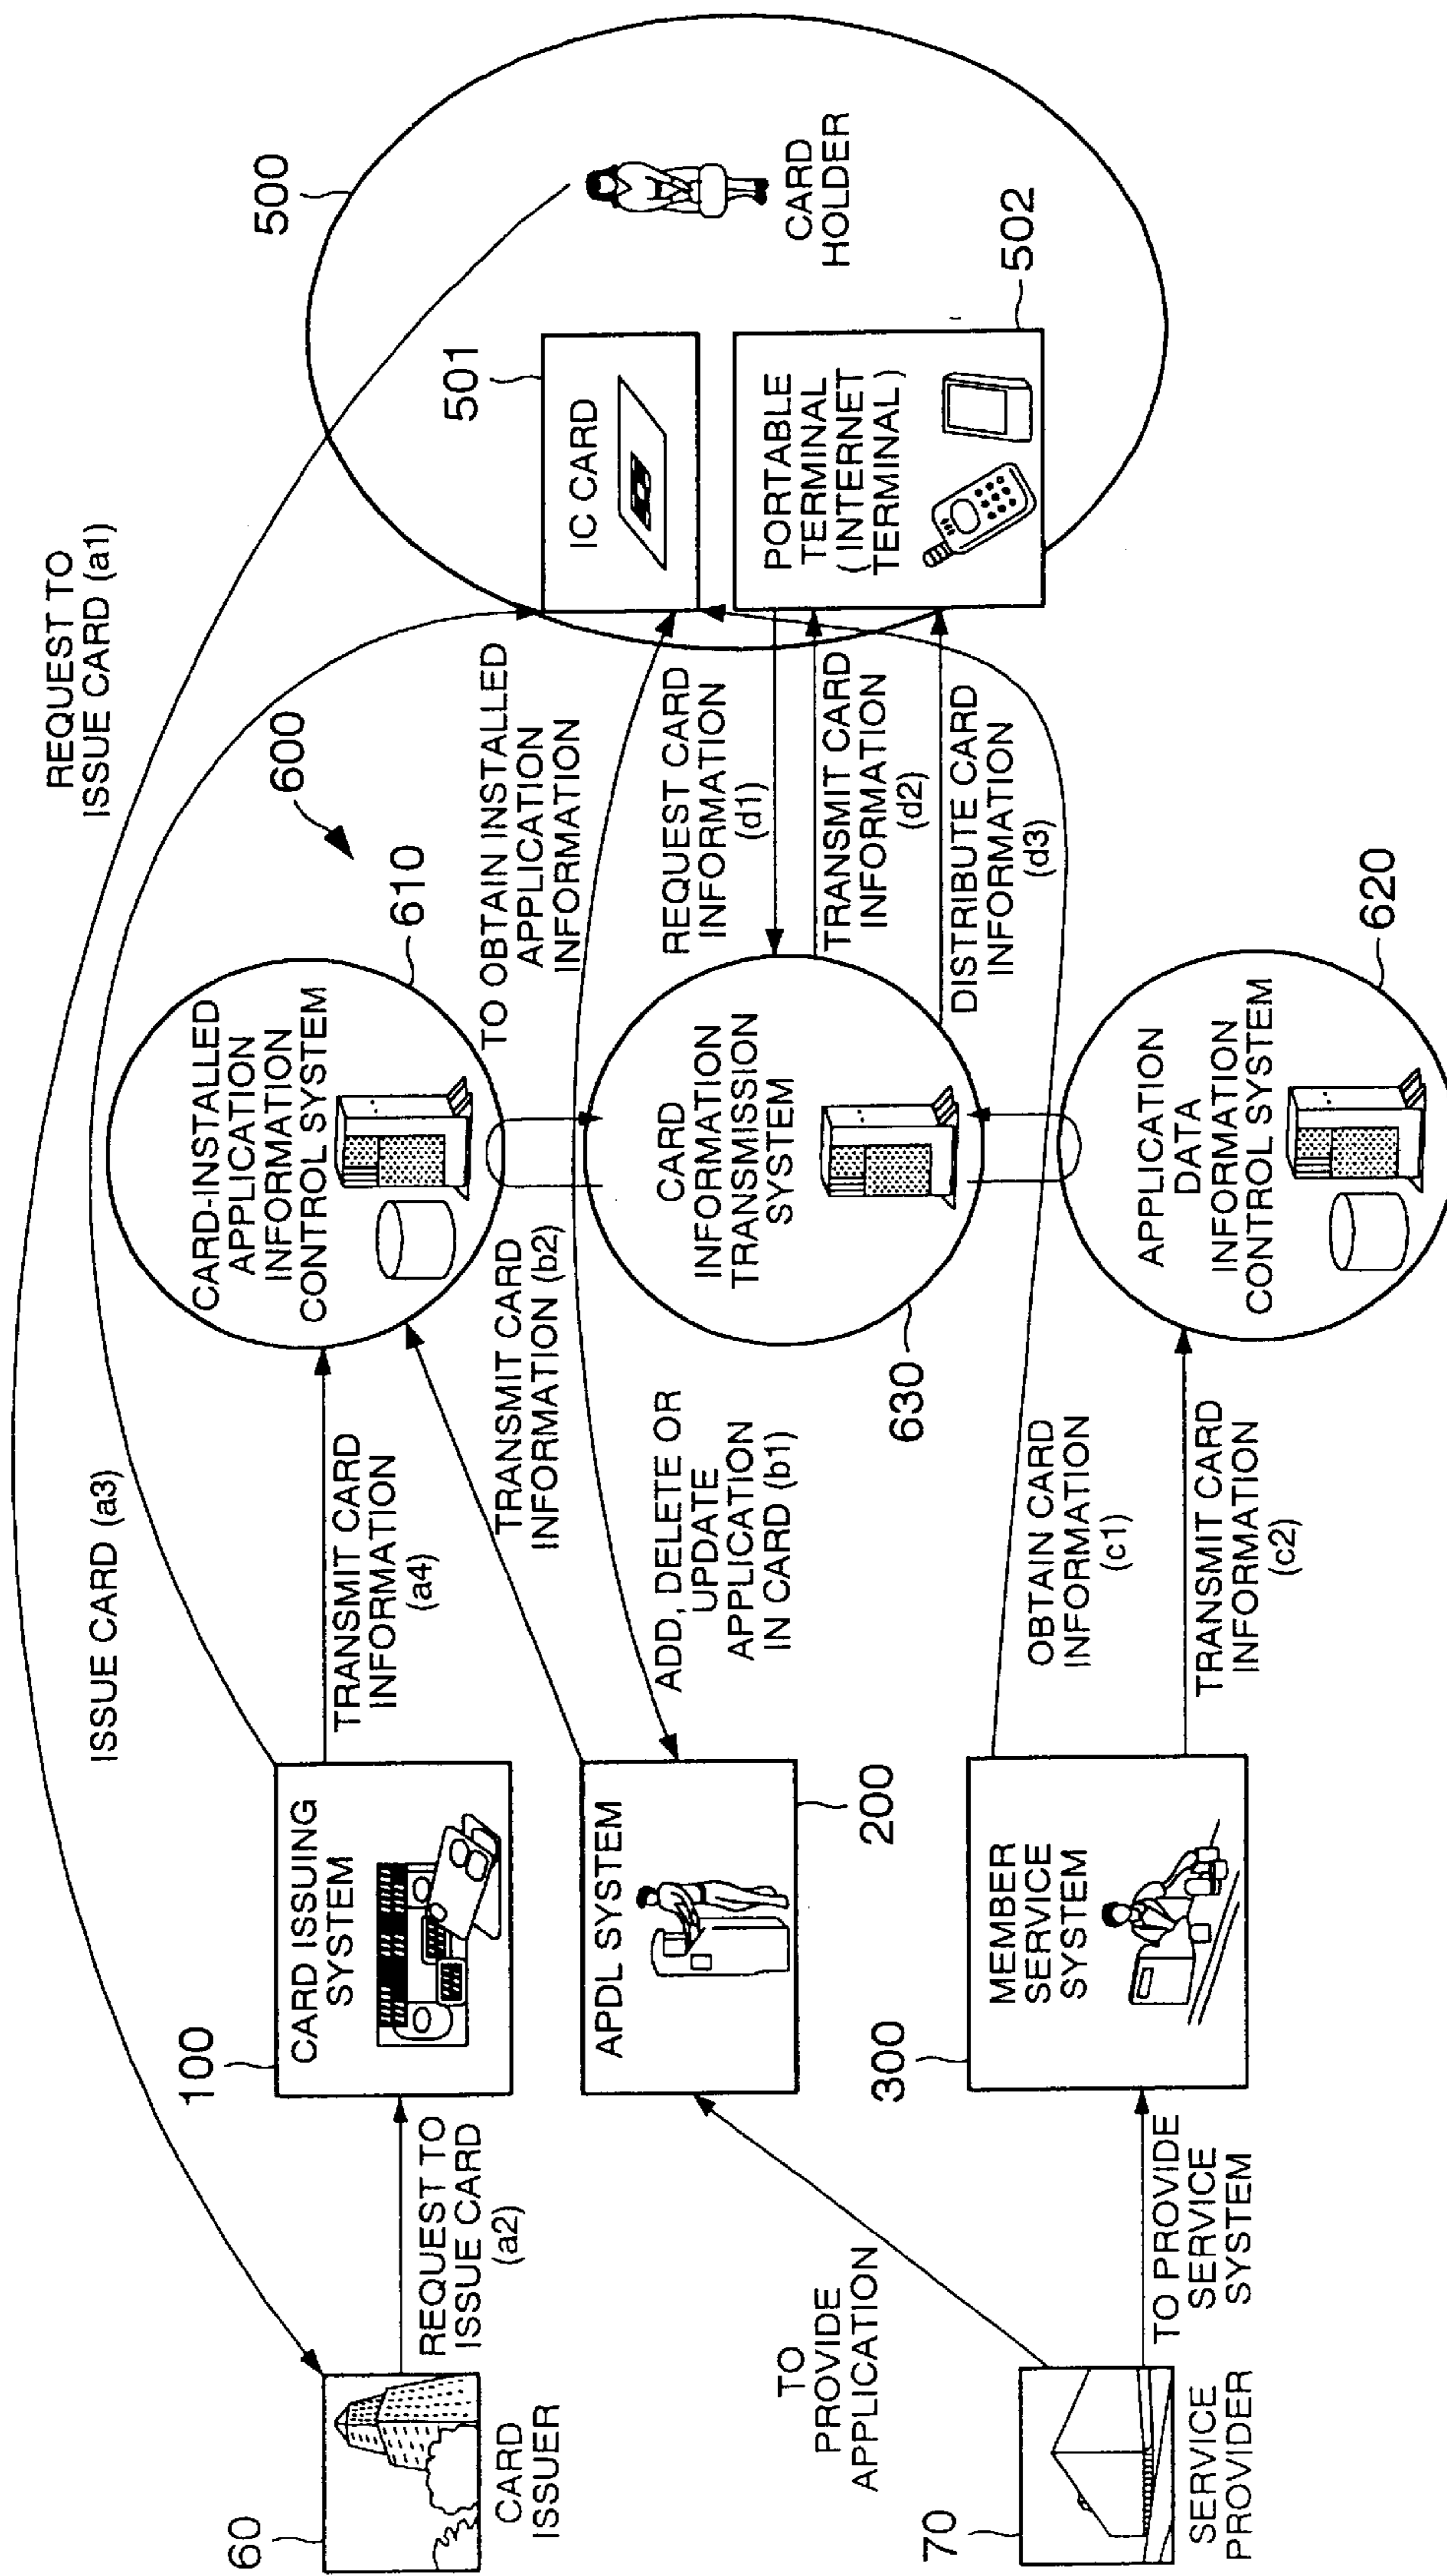 REQUEST TO
ISSUE CARD (a1)
500
ISSUE CARD (a3)
600
CARD
HOLDER
60
CARD
ISSUER
REQUEST TO
ISSUE CARD
(a2)
100
CARD ISSUING
SYSTEM
TRANSMIT CARD
INFORMATION
(a4)
610
CARD-INSTALLED
APPLICATION
INFORMATION
CONTROL SYSTEM
TO OBTAIN INSTALLED
APPLICATION
INFORMATION
501
IC CARD
TRANSMIT CARD
INFORMATION (b2)
APDL SYSTEM
200
ADD, DELETE OR
UPDATE
APPLICATION
IN CARD (b1)
CARD
INFORMATION
TRANSMISSION
SYSTEM
630
REQUEST CARD
INFORMATION
(d1)
TRANSMIT CARD
INFORMATION
(d2)
DISTRIBUTE CARD
INFORMATION
(d3)
PORTABLE
TERMINAL
(INTERNET
TERMINAL)
502
TO
PROVIDE
APPLICATION
70
SERVICE
PROVIDER
TO PROVIDE
SERVICE
SYSTEM
300
MEMBER
SERVICE
SYSTEM
OBTAIN CARD
INFORMATION
(c1)
TRANSMIT CARD
INFORMATION
(c2)
APPLICATION
DATA
INFORMATION
CONTROL SYSTEM
620